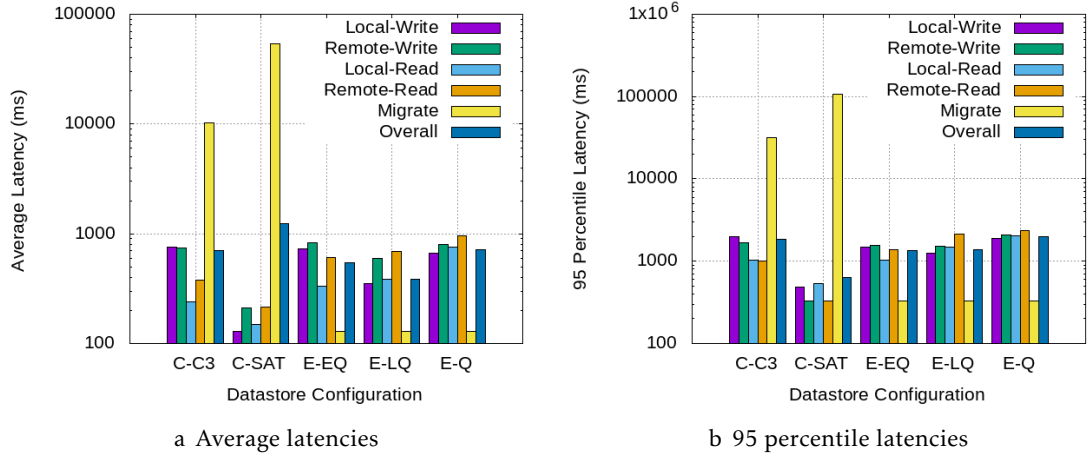 100000
10000
1000
100
Average Latency (ms)
Local-Write
Remote-Write
Local-Read
Remote-Read
Migrate
Overall
C-C3 C-SAT E-EQ E-LQ E-Q
Datastore Configuration
a Average latencies
1x10^6
100000
10000
1000
100
95 Percentile Latency (ms)
Local-Write
Remote-Write
Local-Read
Remote-Read
Migrate
Overall
C-C3 C-SAT E-EQ E-LQ E-Q
Datastore Configuration
b 95 percentile latencies